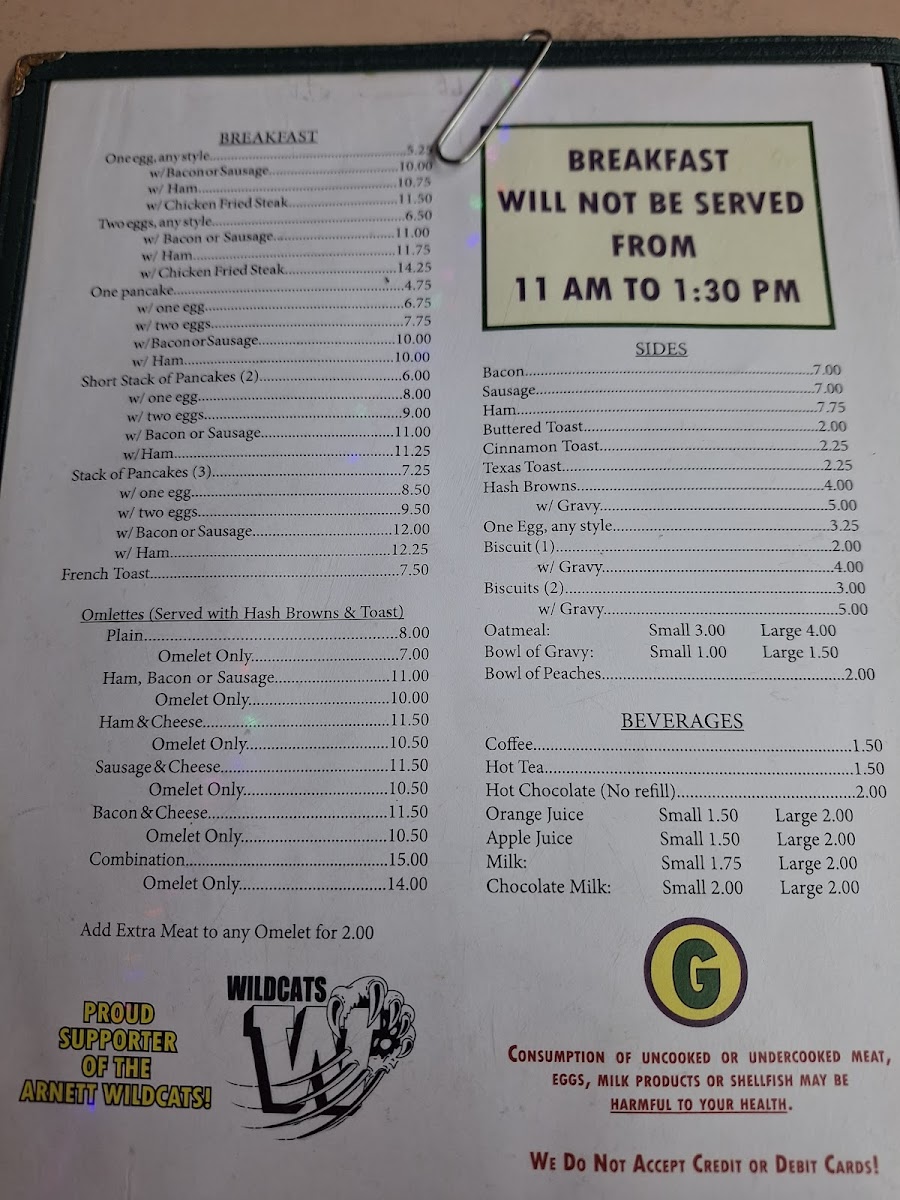 BREAKFAST
One egg, any style....5.25
w/Bacon or Sausage....10.00
w/ Ham....10.75
w/ Chicken Fried Steak....11.50
Two eggs, any style....6.50
w/ Bacon or Sausage....11.00
w/ Ham....11.75
w/ Chicken Fried Steak....14.25
One pancake....4.75
w/ one egg....6.75
w/ two eggs....7.75
w/Bacon or Sausage....10.00
w/ Ham....10.00
Short Stack of Pancakes (2)....6.00
w/ one egg....8.00
w/ two eggs....9.00
w/ Bacon or Sausage....11.00
w/Ham....11.25
Stack of Pancakes (3)....7.25
w/ one egg....8.50
w/ two eggs....9.50
w/Bacon or Sausage....12.00
w/ Ham....12.25
French Toast....7.50
Omlettes (Served with Hash Browns & Toast)
Plain....8.00
Omelet Only....7.00
Ham, Bacon or Sausage....11.00
Omelet Only....10.00
Ham & Cheese....11.50
Omelet Only....10.50
Sausage & Cheese....11.50
Omelet Only....10.50
Bacon & Cheese....11.50
Omelet Only....10.50
Combination....15.00
Omelet Only....14.00
Add Extra Meat to any Omelet for 2.00
PROUD
SUPPORTER
OF THE
ARNETT WILDCATS!
WILDCATS
W
BREAKFAST
WILL NOT BE SERVED
FROM
11 AM TO 1:30 PM
SIDES
Bacon....7.00
Sausage....7.00
Ham....7.75
Buttered Toast....2.00
Cinnamon Toast....2.25
Texas Toast....2.25
Hash Browns....4.00
w/ Gravy....5.00
One Egg, any style....3.25
Biscuit (1)....2.00
w/ Gravy....4.00
Biscuits (2)....3.00
w/ Gravy....5.00
Oatmeal: Small 3.00 Large 4.00
Bowl of Gravy: Small 1.00 Large 1.50
Bowl of Peaches....2.00
BEVERAGES
Coffee....1.50
Hot Tea....1.50
Hot Chocolate (No refill)....2.00
Orange Juice Small 1.50 Large 2.00
Apple Juice Small 1.50 Large 2.00
Milk: Small 1.75 Large 2.00
Chocolate Milk: Small 2.00 Large 2.00
G
CONSUMPTION OF UNCOOKED OR UNDERCOOKED MEAT,
EGGS, MILK PRODUCTS OR SHELLFISH MAY BE
HARMFUL TO YOUR HEALTH.
WE DO NOT ACCEPT CREDIT OR DEBIT CARDS!